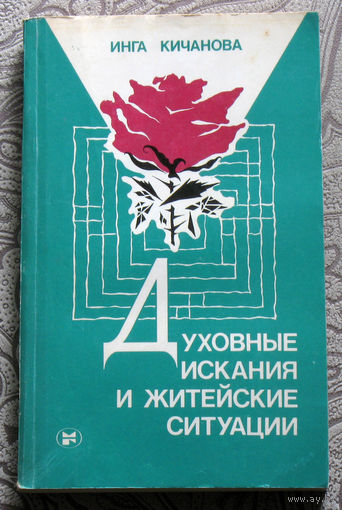 ИНГА КИЧАНОВА
ДУХОВНЫЕ
ИСКАНИЯ
И ЖИТЕЙСКИЕ
СИТУАЦИИ